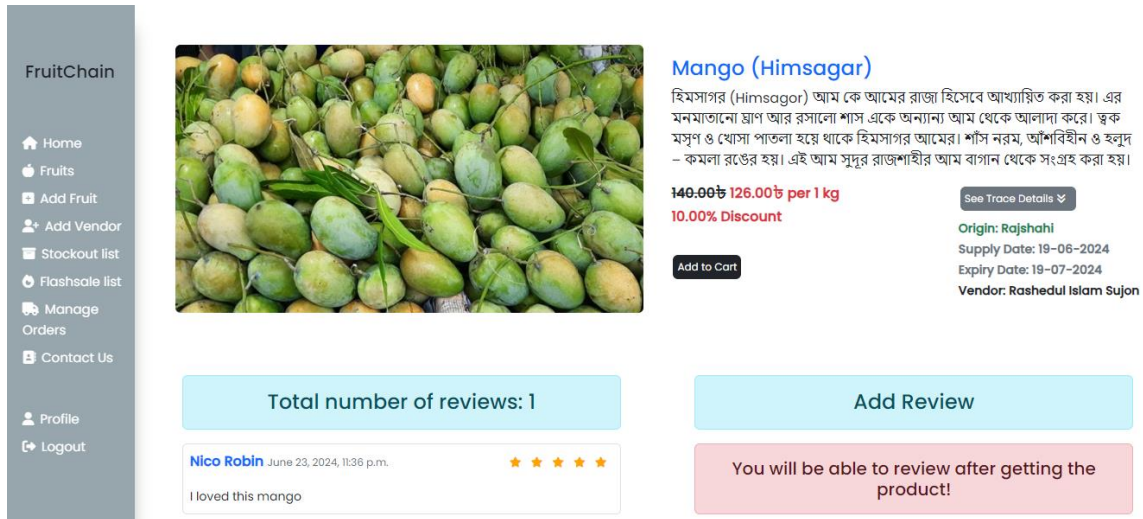 FruitChain
Home
Fruits
Add Fruit
Add Vendor
Stockout list
Flashsale list
Manage
Orders
Contact Us
Profile
Logout
Mango (Himsagar)
হিমসাগর (Himsagor) আম কে আমের রাজা হিসেবে আখ্যায়িত করা হয়। এর
মনমাতানো ঘ্রাণ আর রসালো শাস একে অন্যান্য আম থেকে আলাদা করে। ত্বক
মসৃণ ও খোসা পাতলা হয়ে থাকে হিমসাগর আমের। শাঁস নরম, আঁশবিহীন ও হলুদ
– কমলা রঙের হয়। এই আম সুদূর রাজশাহীর আম বাগান থেকে সংগ্রহ করা হয়।
140.00৳ 126.00৳ per 1 kg
10.00% Discount
Add to Cart
See Trace Details
Origin: Rajshahi
Supply Date: 19-06-2024
Expiry Date: 19-07-2024
Vendor: Rashedul Islam Sujon
Total number of reviews: 1
Nico Robin June 23, 2024, 11:36 p.m.
I loved this mango
Add Review
You will be able to review after getting the
product!